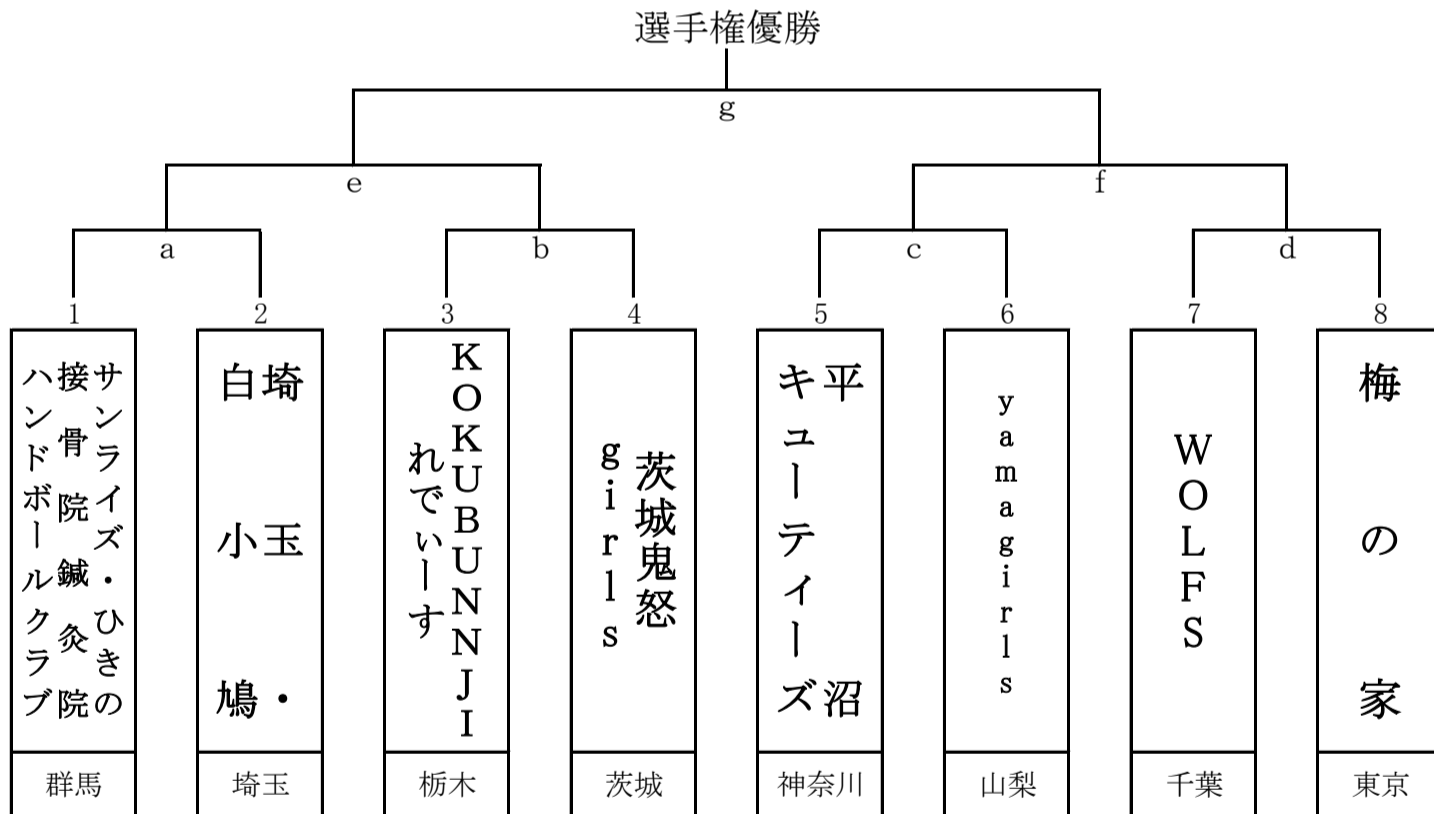 選手権優勝
g
e
f
a
b
c
d
1
2
3
4
5
6
7
8
サンライズ・ひきの
接骨院鍼灸院
ハンドボールクラブ
埼玉・
白小鳩
KOKUBUNNJI
れでぃーす
茨城鬼怒
girls
平沼
キューティーズ
yamagirls
WOLFS
梅の家
群馬
埼玉
栃木
茨城
神奈川
山梨
千葉
東京